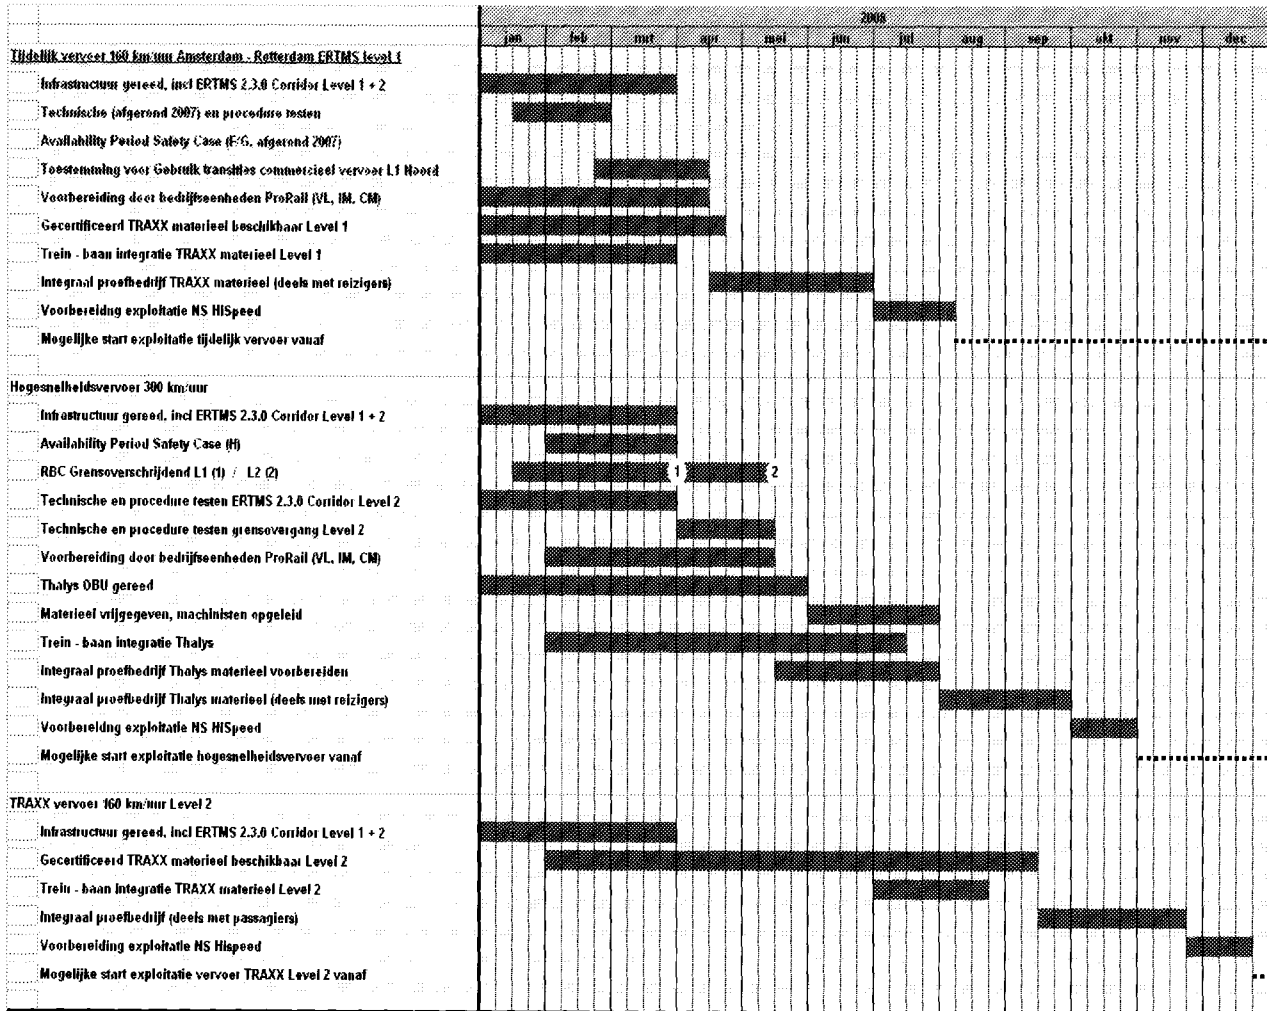 2008
jan feb mrt apr mei jun jul aug sep okt nov dec
Tijdelijk vervoer 160 km/uur Amsterdam - Rotterdam ERTMS level 1
Infrastructuur gereed, incl ERTMS 2.3.0 Corridor Level 1 + 2
Technische (afgerond 2007) en procedure testen
Availability Period Safety Case (F/G, afgerond 2007)
Toestemming voor Gebruik transities commercieel vervoer L1 Noord
Voorbereiding door bedrijfseenheden ProRail (VL, IM, CM)
Gecertificeerd TRAXX materieel beschikbaar Level 1
Trein - baan integratie TRAXX materieel Level 1
Integraal proefbedrijf TRAXX materieel (deels met reizigers)
Voorbereiding exploitatie NS HiSpeed
Mogelijke start exploitatie tijdelijk vervoer vanaf
Hogesnelheidsvervoer 300 km/uur
Infrastructuur gereed, incl ERTMS 2.3.0 Corridor Level 1 + 2
Availability Period Safety Case (H)
RBC Grensoverschrijdend L1 (1) / L2 (2) 1 2
Technische en procedure testen ERTMS 2.3.0 Corridor Level 2
Technische en procedure testen grensovergang Level 2
Voorbereiding door bedrijfseenheden ProRail (VL, IM, CM)
Thalys OBU gereed
Materieel vrijgegeven, machinisten opgeleid
Trein - baan integratie Thalys
Integraal proefbedrijf Thalys materieel voorbereiden
Integraal proefbedrijf Thalys materieel (deels met reizigers)
Voorbereidng exploitatie NS HiSpeed
Mogelijke start exploitatie hogesnelheidsvervoer vanaf
TRAXX vervoer 160 km/uur Level 2
Infrastructuur gereed, incl ERTMS 2.3.0 Corridor Level 1 + 2
Gecertificeerd TRAXX materieel beschikbaar Level 2
Trein - baan integratie TRAXX materieel Level 2
Integraal proefbedrijf (deels met passagiers)
Voorbereiding exploitatie NS Hispeed
Mogelijke start exploitatie vervoer TRAXX Level 2 vanaf